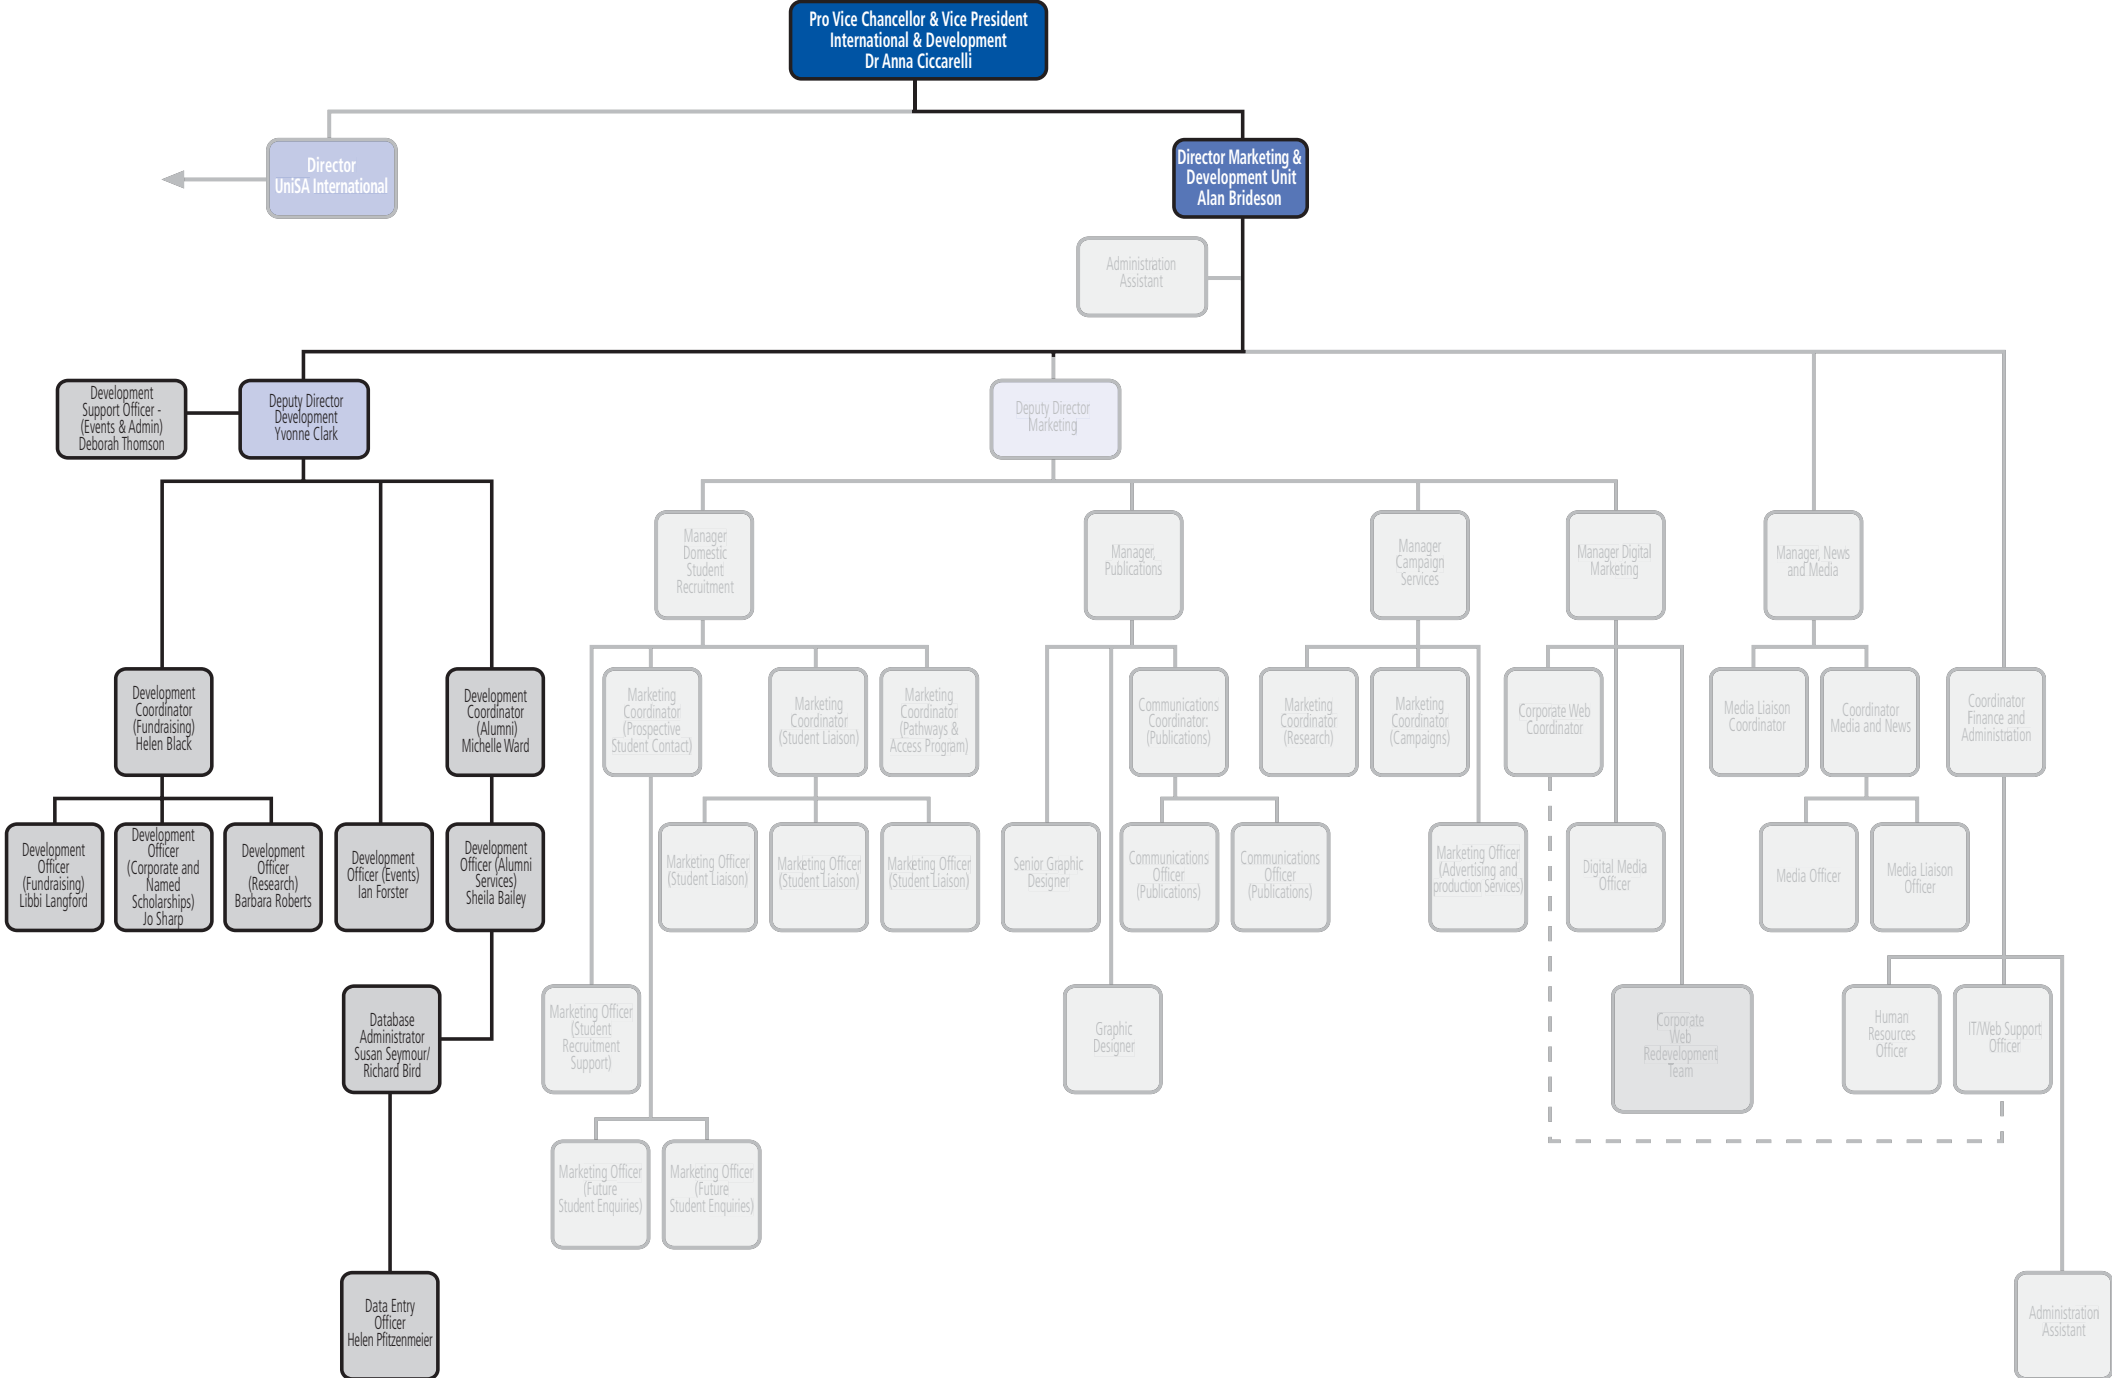 Pro Vice Chancellor & Vice President
International & Development
Dr Anna Ciccarelli
Director
UniSA International
Director Marketing &
Development Unit
Alan Brideson
Administration
Assistant
Development
Support Officer -
(Events & Admin)
Deborah Thomson
Deputy Director
Development
Yvonne Clark
Deputy Director
Marketing
Manager
Domestic
Student
Recruitment
Manager,
Publications
Manager
Campaign
Services
Manager Digital
Marketing
Manager, News
and Media
Development
Coordinator
(Fundraising)
Helen Black
Development
Coordinator
(Alumni)
Michelle Ward
Marketing
Coordinator
(Prospective
Student Contact)
Marketing
Coordinator
(Student Liaison)
Marketing
Coordinator
(Pathways &
Access Program)
Communications
Coordinator:
(Publications)
Marketing
Coordinator
(Research)
Marketing
Coordinator
(Campaigns)
Corporate Web
Coordinator
Media Liaison
Coordinator
Coordinator
Media and News
Coordinator
Finance and
Administration
Development
Officer
(Fundraising)
Libbi Langford
Development
Officer
(Corporate and
Named
Scholarships)
Jo Sharp
Development
Officer
(Research)
Barbara Roberts
Development
Officer (Events)
Ian Forster
Development
Officer (Alumni
Services)
Sheila Bailey
Marketing Officer
(Student Liaison)
Marketing Officer
(Student Liaison)
Marketing Officer
(Student Liaison)
Senior Graphic
Designer
Communications
Officer
(Publications)
Communications
Officer
(Publications)
Marketing Officer
(Advertising and
production Services)
Digital Media
Officer
Media Officer
Media Liaison
Officer
Database
Administrator
Susan Seymour/
Richard Bird
Marketing Officer
(Student
Recruitment
Support)
Graphic
Designer
Corporate
Web
Redevelopment
Team
Human
Resources
Officer
IT/Web Support
Officer
Marketing Officer
(Future
Student Enquiries)
Marketing Officer
(Future
Student Enquiries)
Data Entry
Officer
Helen Pfitzenmeier
Administration
Assistant